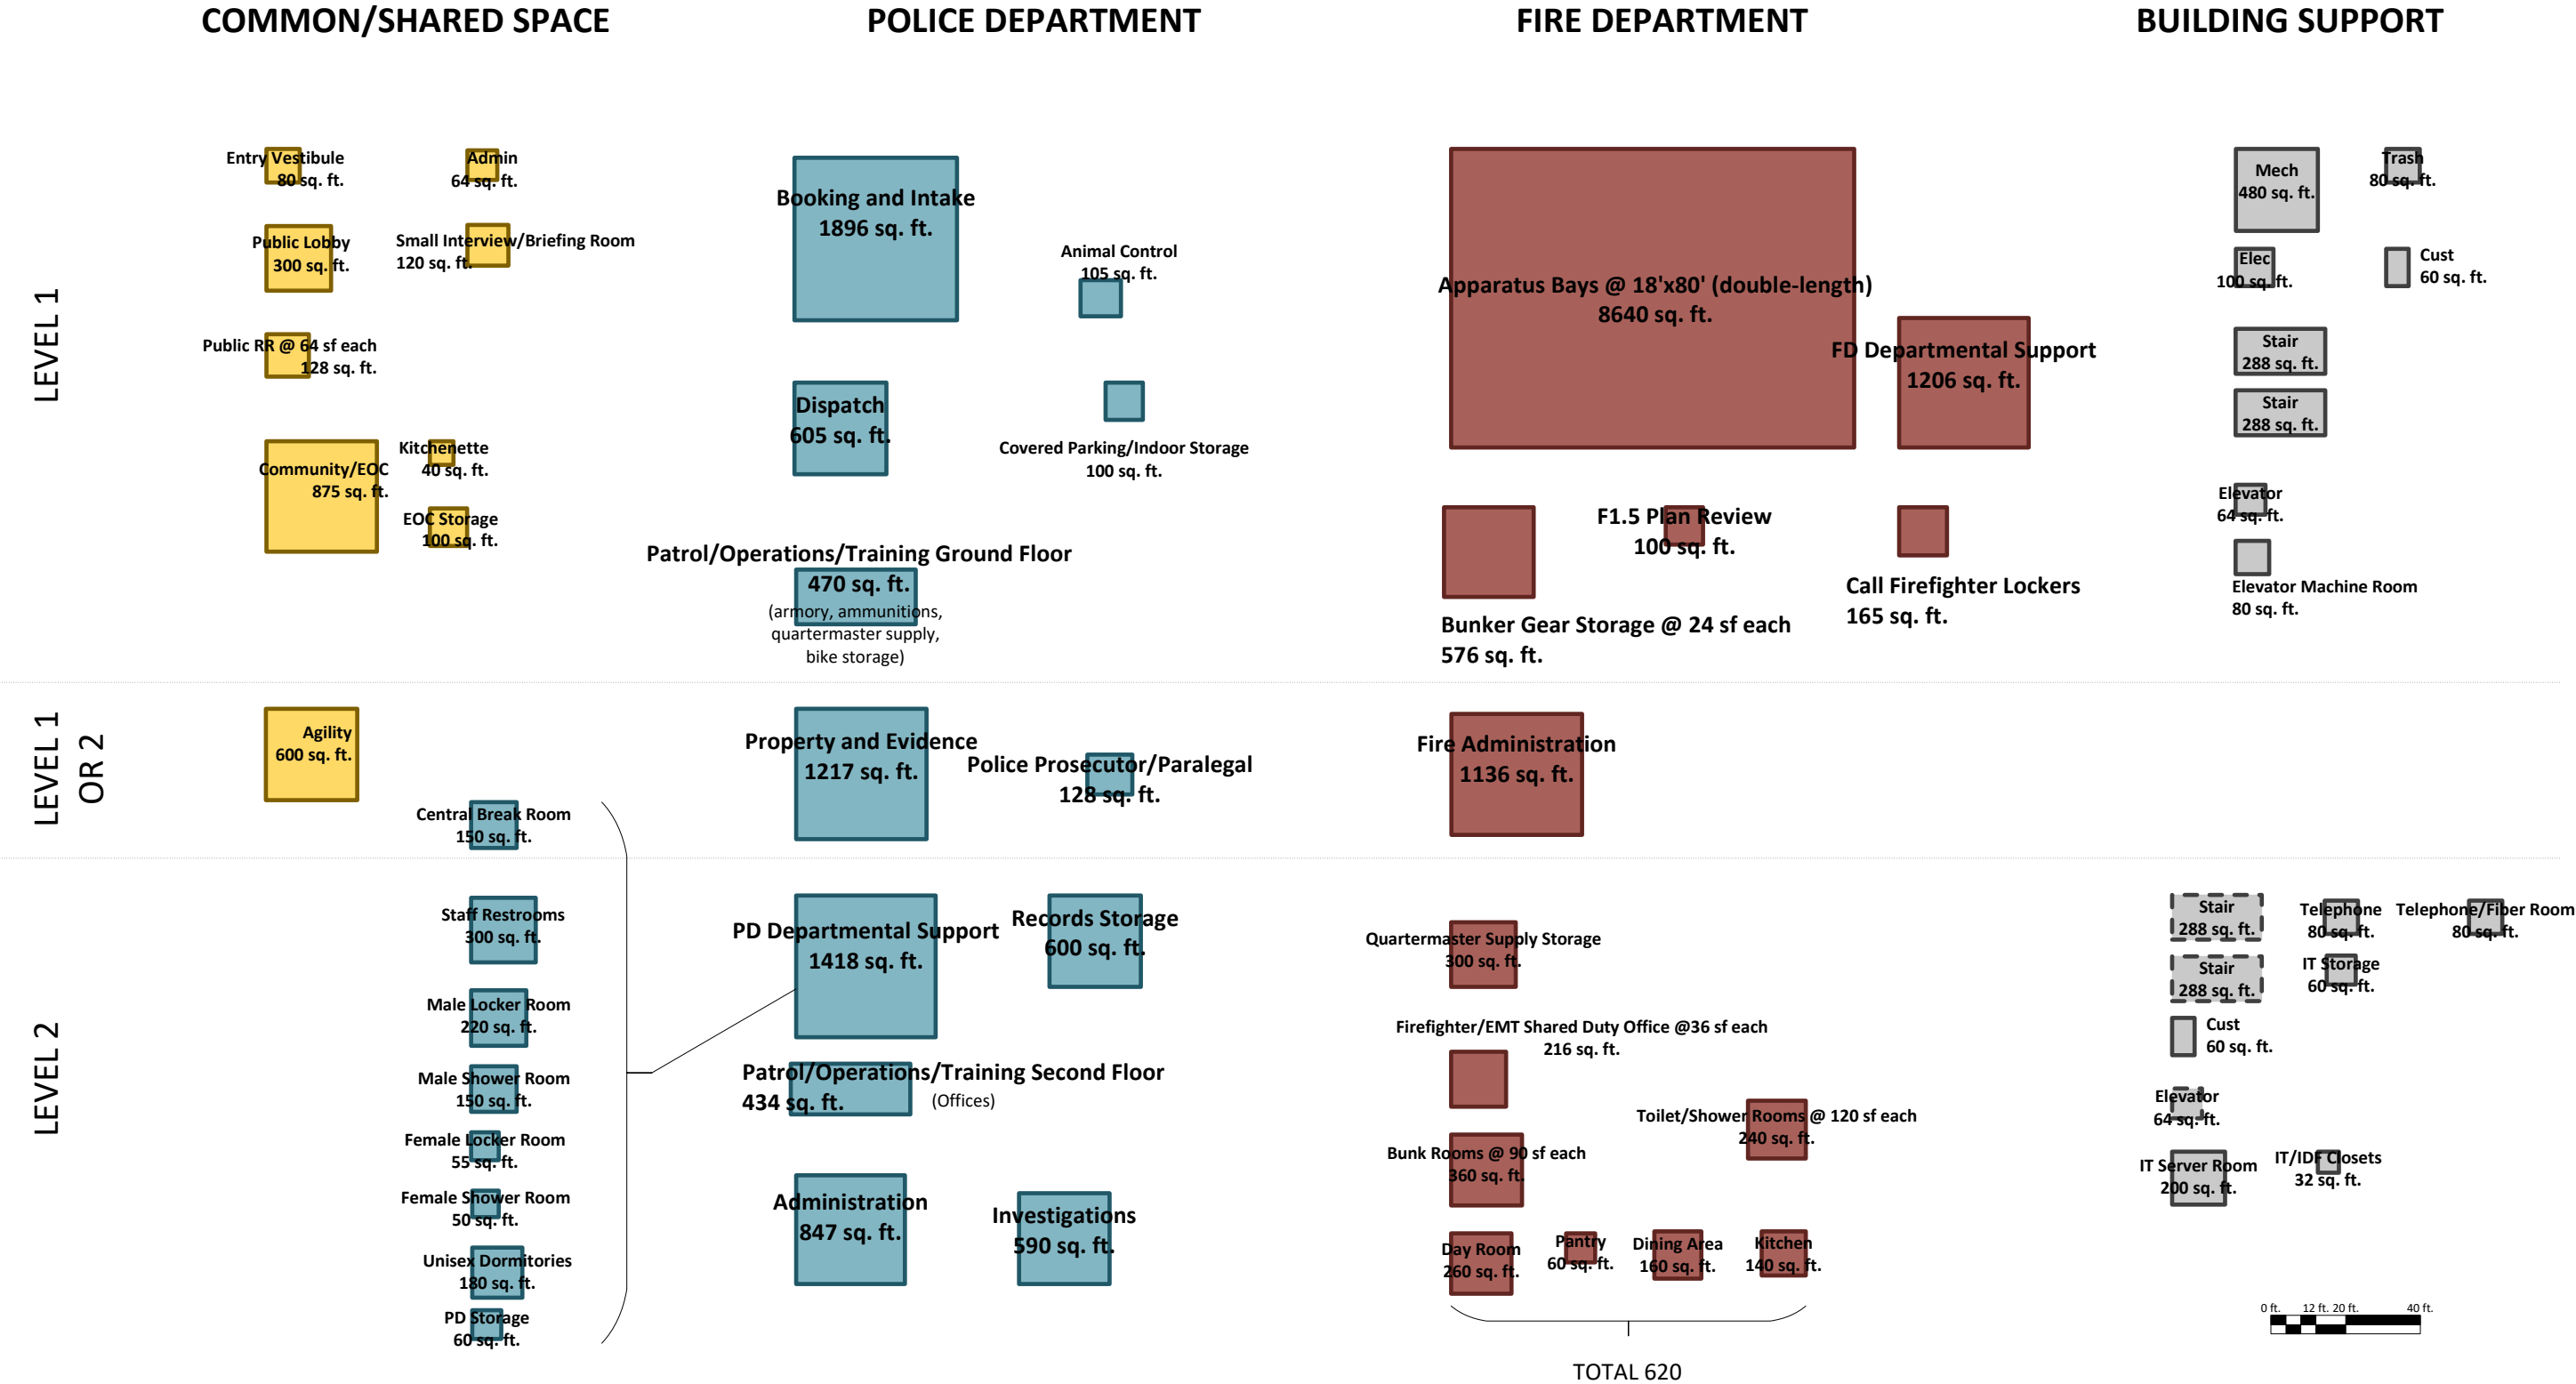 COMMON/SHARED SPACE
POLICE DEPARTMENT
FIRE DEPARTMENT
BUILDING SUPPORT
LEVEL 1
Entry Vestibule
80 sq. ft.
Admin
64 sq. ft.
Public Lobby
300 sq. ft.
Small Interview/Briefing Room
120 sq. ft.
Public RR @ 64 sf each
128 sq. ft.
Community/EOC
875 sq. ft.
Kitchenette
40 sq. ft.
EOC Storage
100 sq. ft.
Booking and Intake
1896 sq. ft.
Animal Control
105 sq. ft.
Dispatch
605 sq. ft.
Covered Parking/Indoor Storage
100 sq. ft.
Patrol/Operations/Training Ground Floor
470 sq. ft.
(armory, ammunitions,
quartermaster supply,
bike storage)
Apparatus Bays @ 18'x80' (double-length)
8640 sq. ft.
FD Departmental Support
1206 sq. ft.
F1.5 Plan Review
100 sq. ft.
Call Firefighter Lockers
165 sq. ft.
Bunker Gear Storage @ 24 sf each
576 sq. ft.
Mech
480 sq. ft.
Trash
80 sq. ft.
Elec
100 sq. ft.
Cust
60 sq. ft.
Stair
288 sq. ft.
Stair
288 sq. ft.
Elevator
64 sq. ft.
Elevator Machine Room
80 sq. ft.
LEVEL 1
OR 2
Agility
600 sq. ft.
Central Break Room
150 sq. ft.
Property and Evidence
1217 sq. ft.
Police Prosecutor/Paralegal
128 sq. ft.
Fire Administration
1136 sq. ft.
LEVEL 2
Staff Restrooms
300 sq. ft.
Male Locker Room
220 sq. ft.
Male Shower Room
150 sq. ft.
Female Locker Room
55 sq. ft.
Female Shower Room
50 sq. ft.
Unisex Dormitories
180 sq. ft.
PD Storage
60 sq. ft.
PD Departmental Support
1418 sq. ft.
Records Storage
600 sq. ft.
Patrol/Operations/Training Second Floor
434 sq. ft.
(Offices)
Administration
847 sq. ft.
Investigations
590 sq. ft.
Quartermaster Supply Storage
300 sq. ft.
Firefighter/EMT Shared Duty Office @36 sf each
216 sq. ft.
Toilet/Shower Rooms @ 120 sf each
240 sq. ft.
Bunk Rooms @ 90 sf each
360 sq. ft.
Day Room
260 sq. ft.
Pantry
60 sq. ft.
Dining Area
160 sq. ft.
Kitchen
140 sq. ft.
TOTAL 620
Stair
288 sq. ft.
Telephone
80 sq. ft.
Telephone/Fiber Room
80 sq. ft.
Stair
288 sq. ft.
IT Storage
60 sq. ft.
Cust
60 sq. ft.
Elevator
64 sq. ft.
IT Server Room
200 sq. ft.
IT/IDF Closets
32 sq. ft.
0 ft. 12 ft. 20 ft. 40 ft.